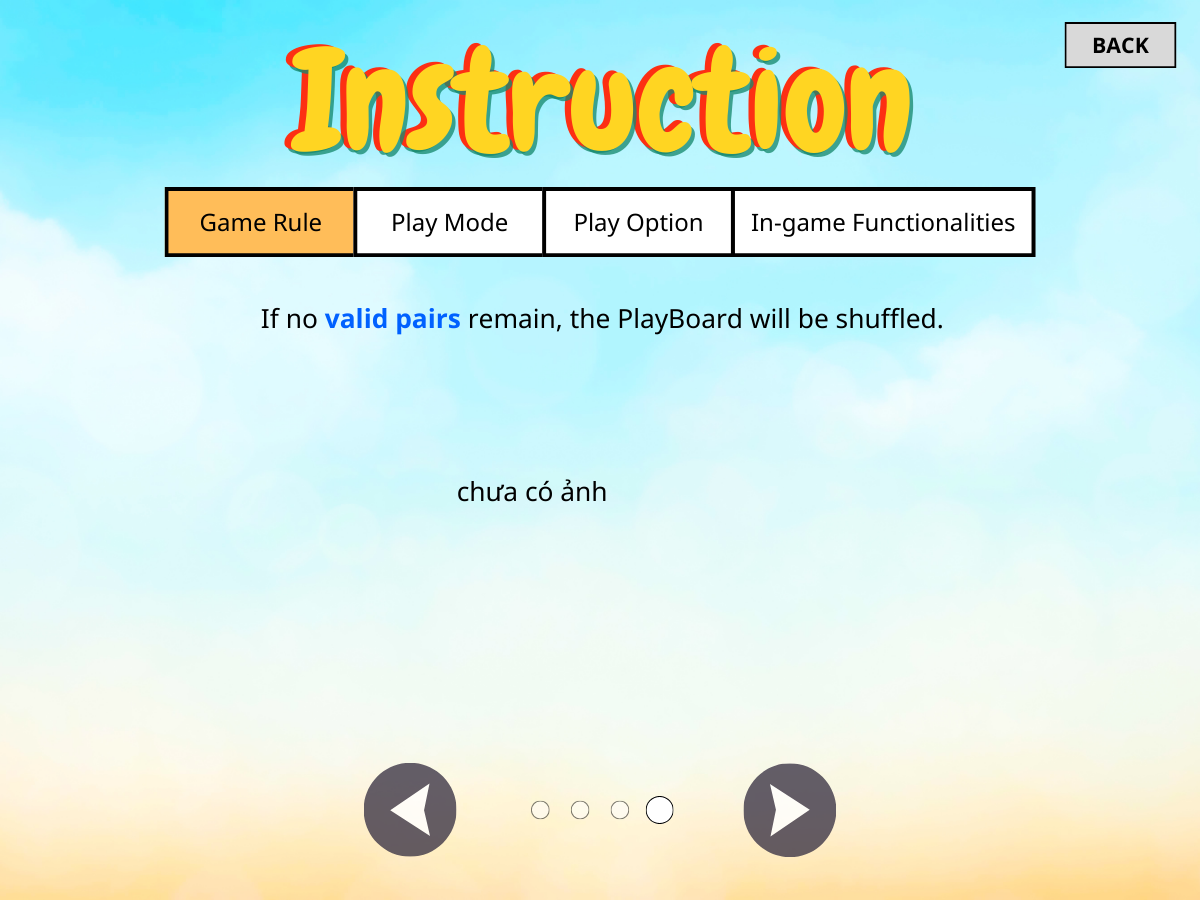 Instruction
BACK
Game Rule
Play Mode
Play Option
In-game Functionalities
If no valid pairs remain, the PlayBoard will be shuffled.
chưa có ảnh